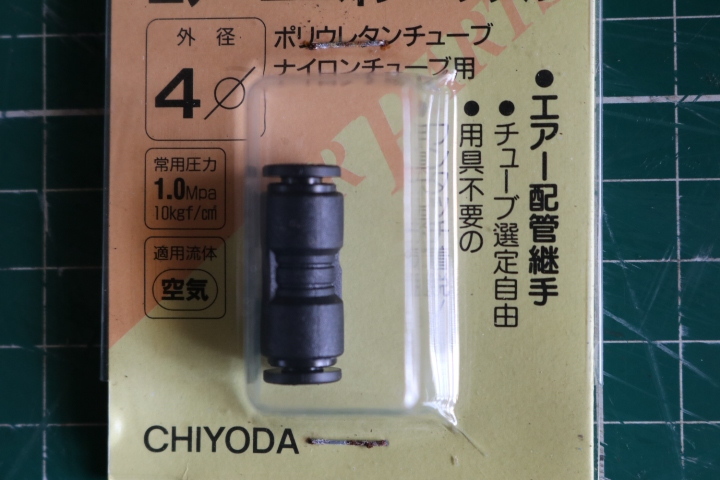 外径
4∅
ポリウレタンチューブ
ナイロンチューブ用
常用圧力
1.0Mpa
10kgf/c㎡
適用流体
空気
●エアー配管継手
●チューブ選定自由
●用具不要の
CHIYODA